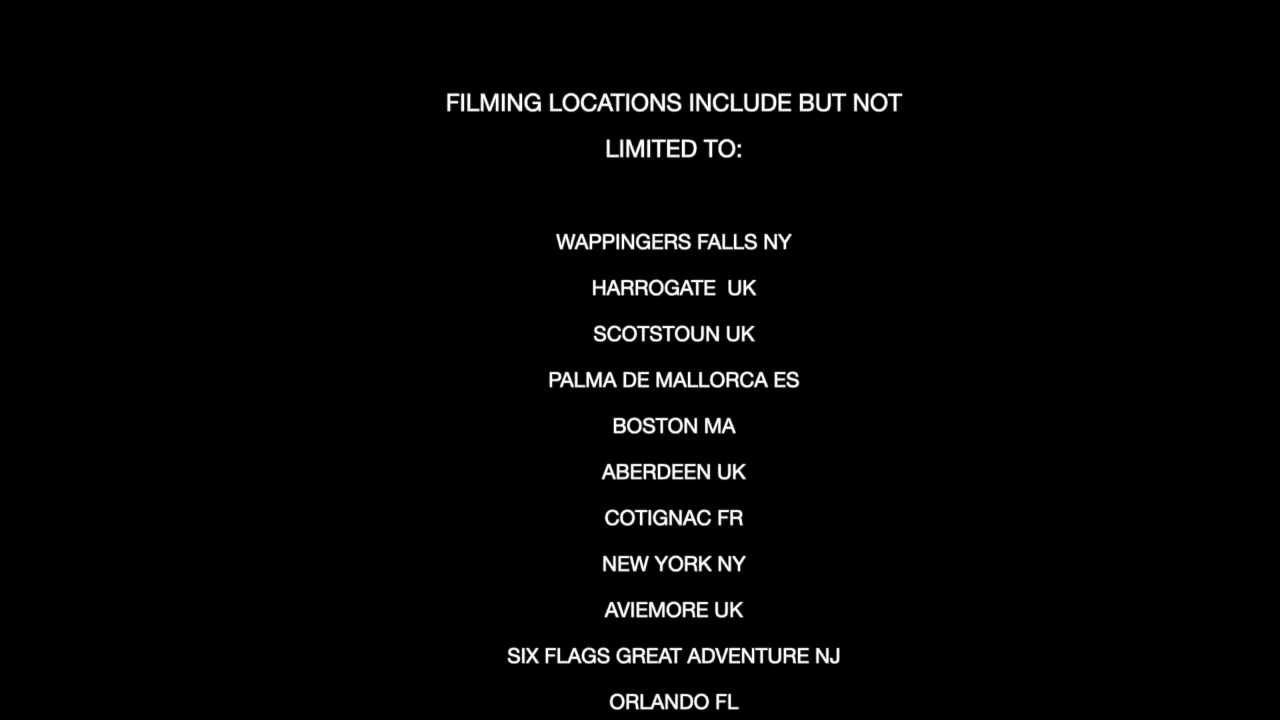 FILMING LOCATIONS INCLUDE BUT NOT
LIMITED TO:
WAPPINGERS FALLS NY
HARROGATE  UK
SCOTSTOUN UK
PALMA DE MALLORCA ES
BOSTON MA
ABERDEEN UK
COTIGNAC FR
NEW YORK NY
AVIEMORE UK
SIX FLAGS GREAT ADVENTURE NJ
ORLANDO FL